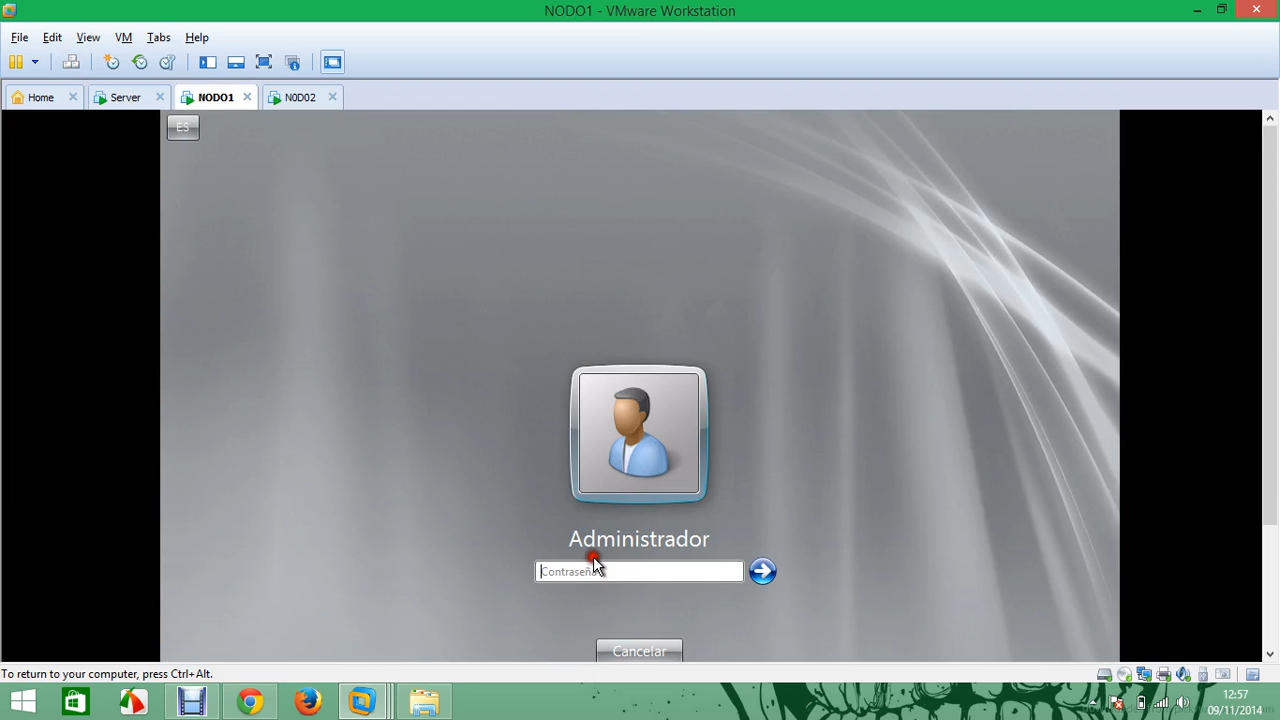 NODO1 - VMware Workstation
File Edit View VM Tabs Help
Home Server NODO1 N0D02
ES
Administrador
Contraseña
Cancelar
To return to your computer, press Ctrl+Alt.
12:57
09/11/2014